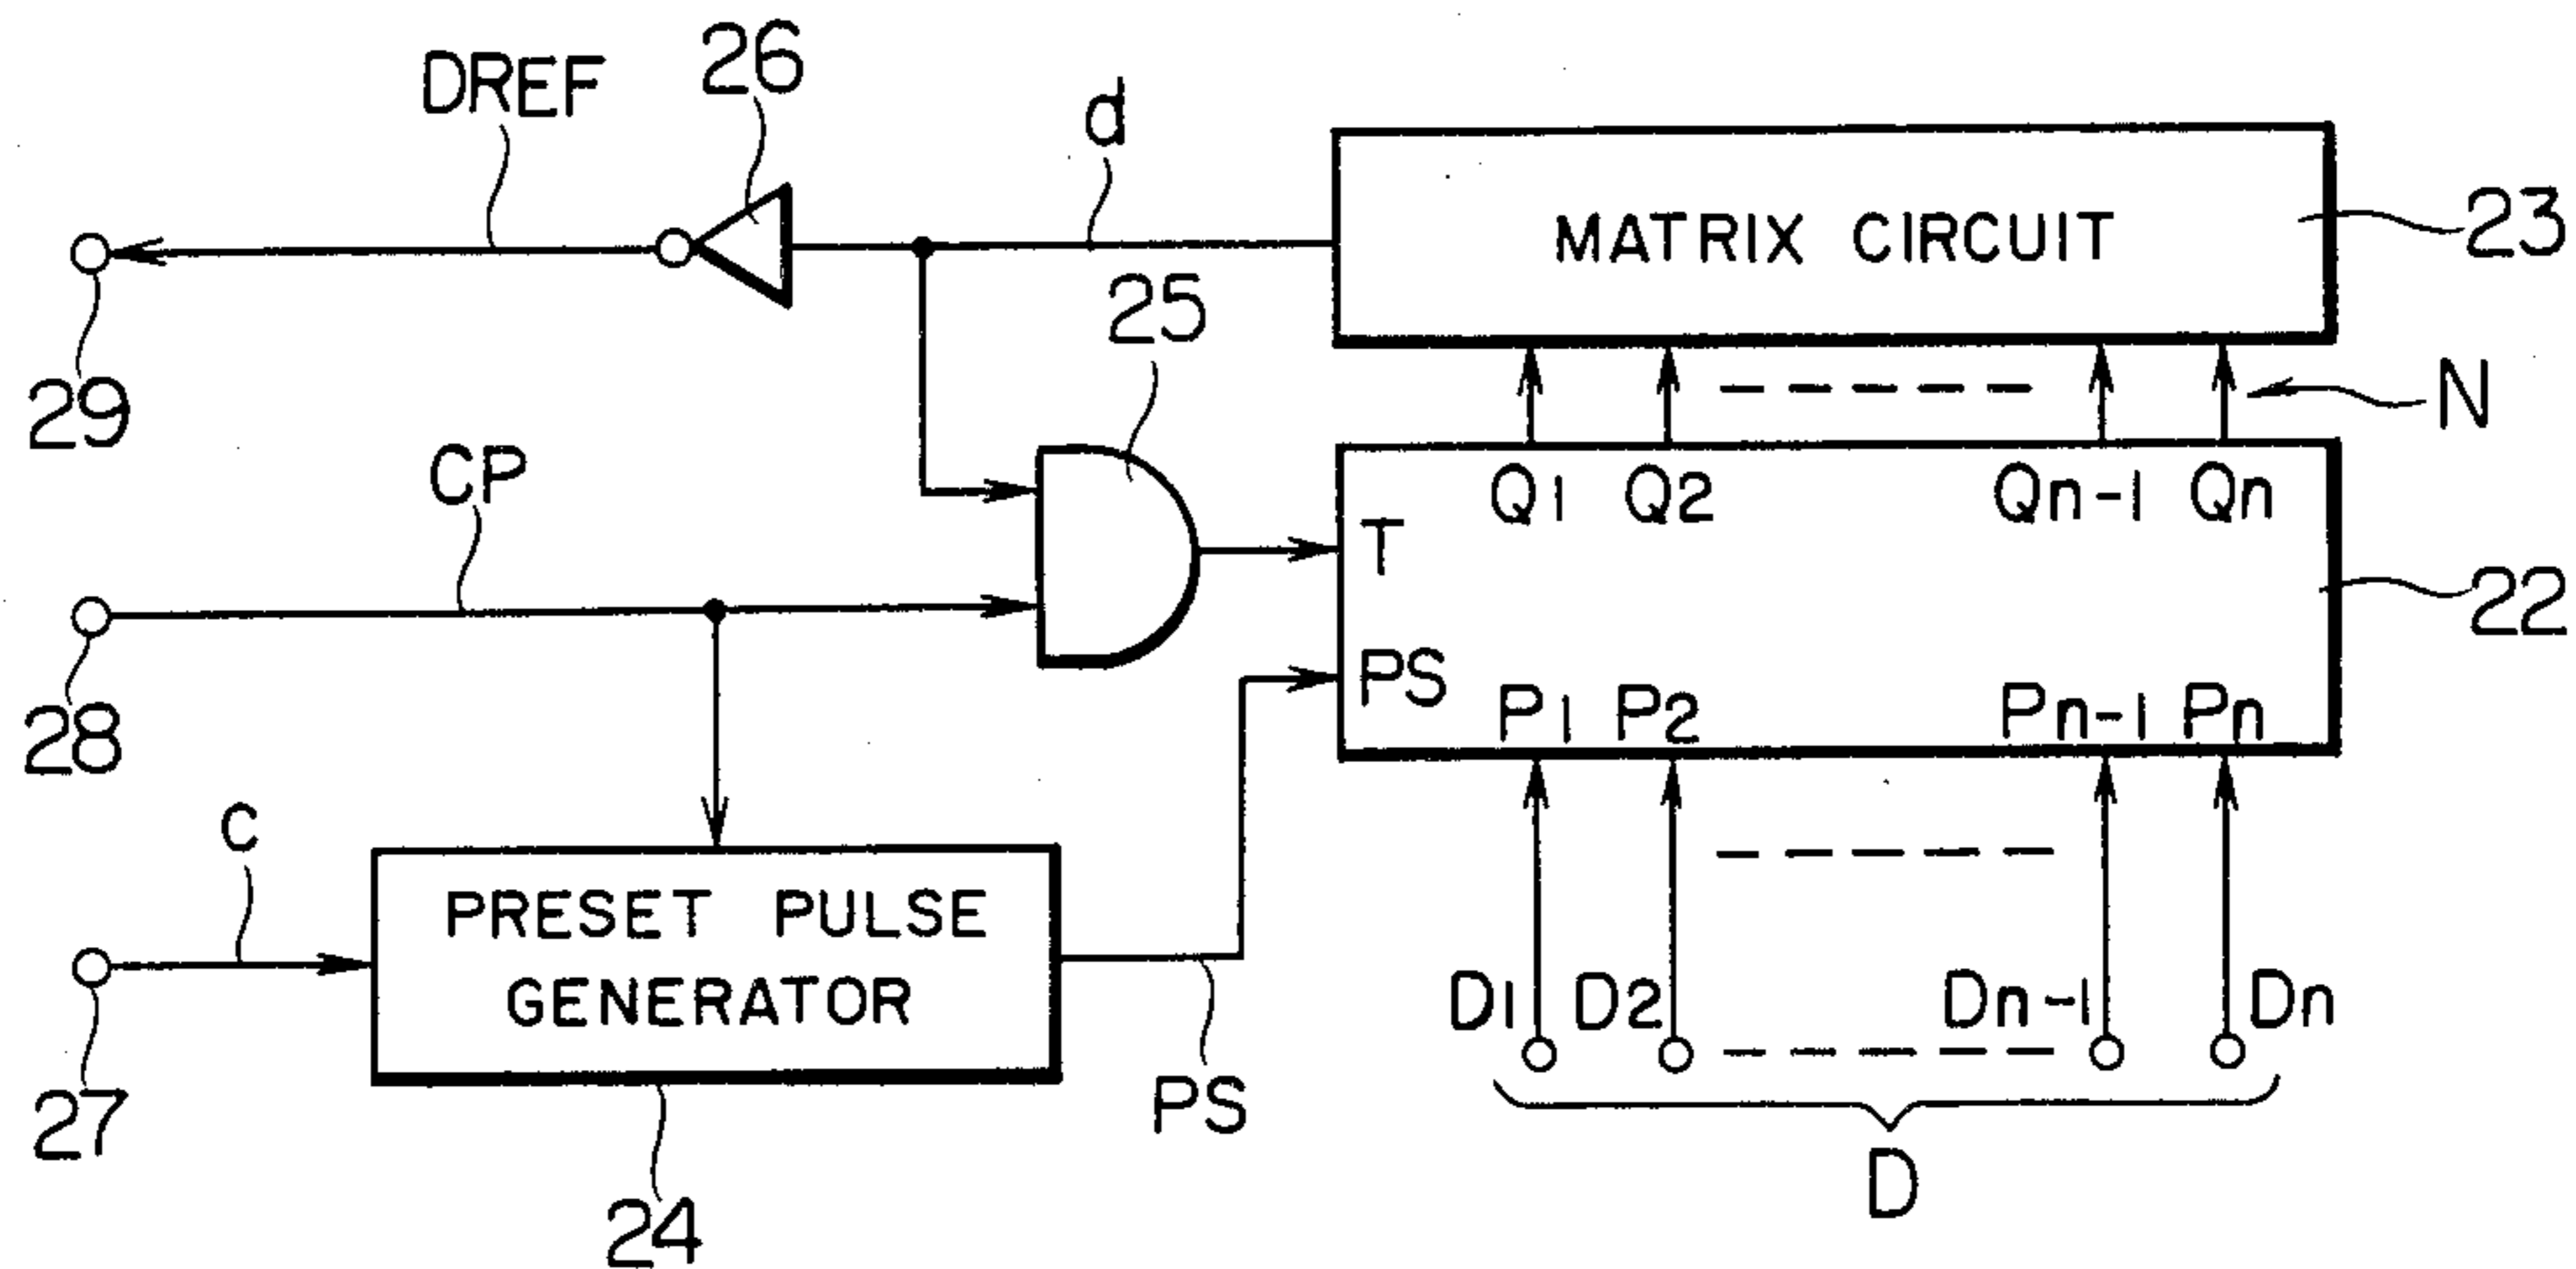 DREF
26
d
MATRIX CIRCUIT
23
29
25
N
CP
Q1 Q2 Qn-1 Qn
T
22
28
PS
P1 P2 Pn-1 Pn
C
PRESET PULSE
GENERATOR
D1 D2 Dn-1 Dn
27
PS
24
D